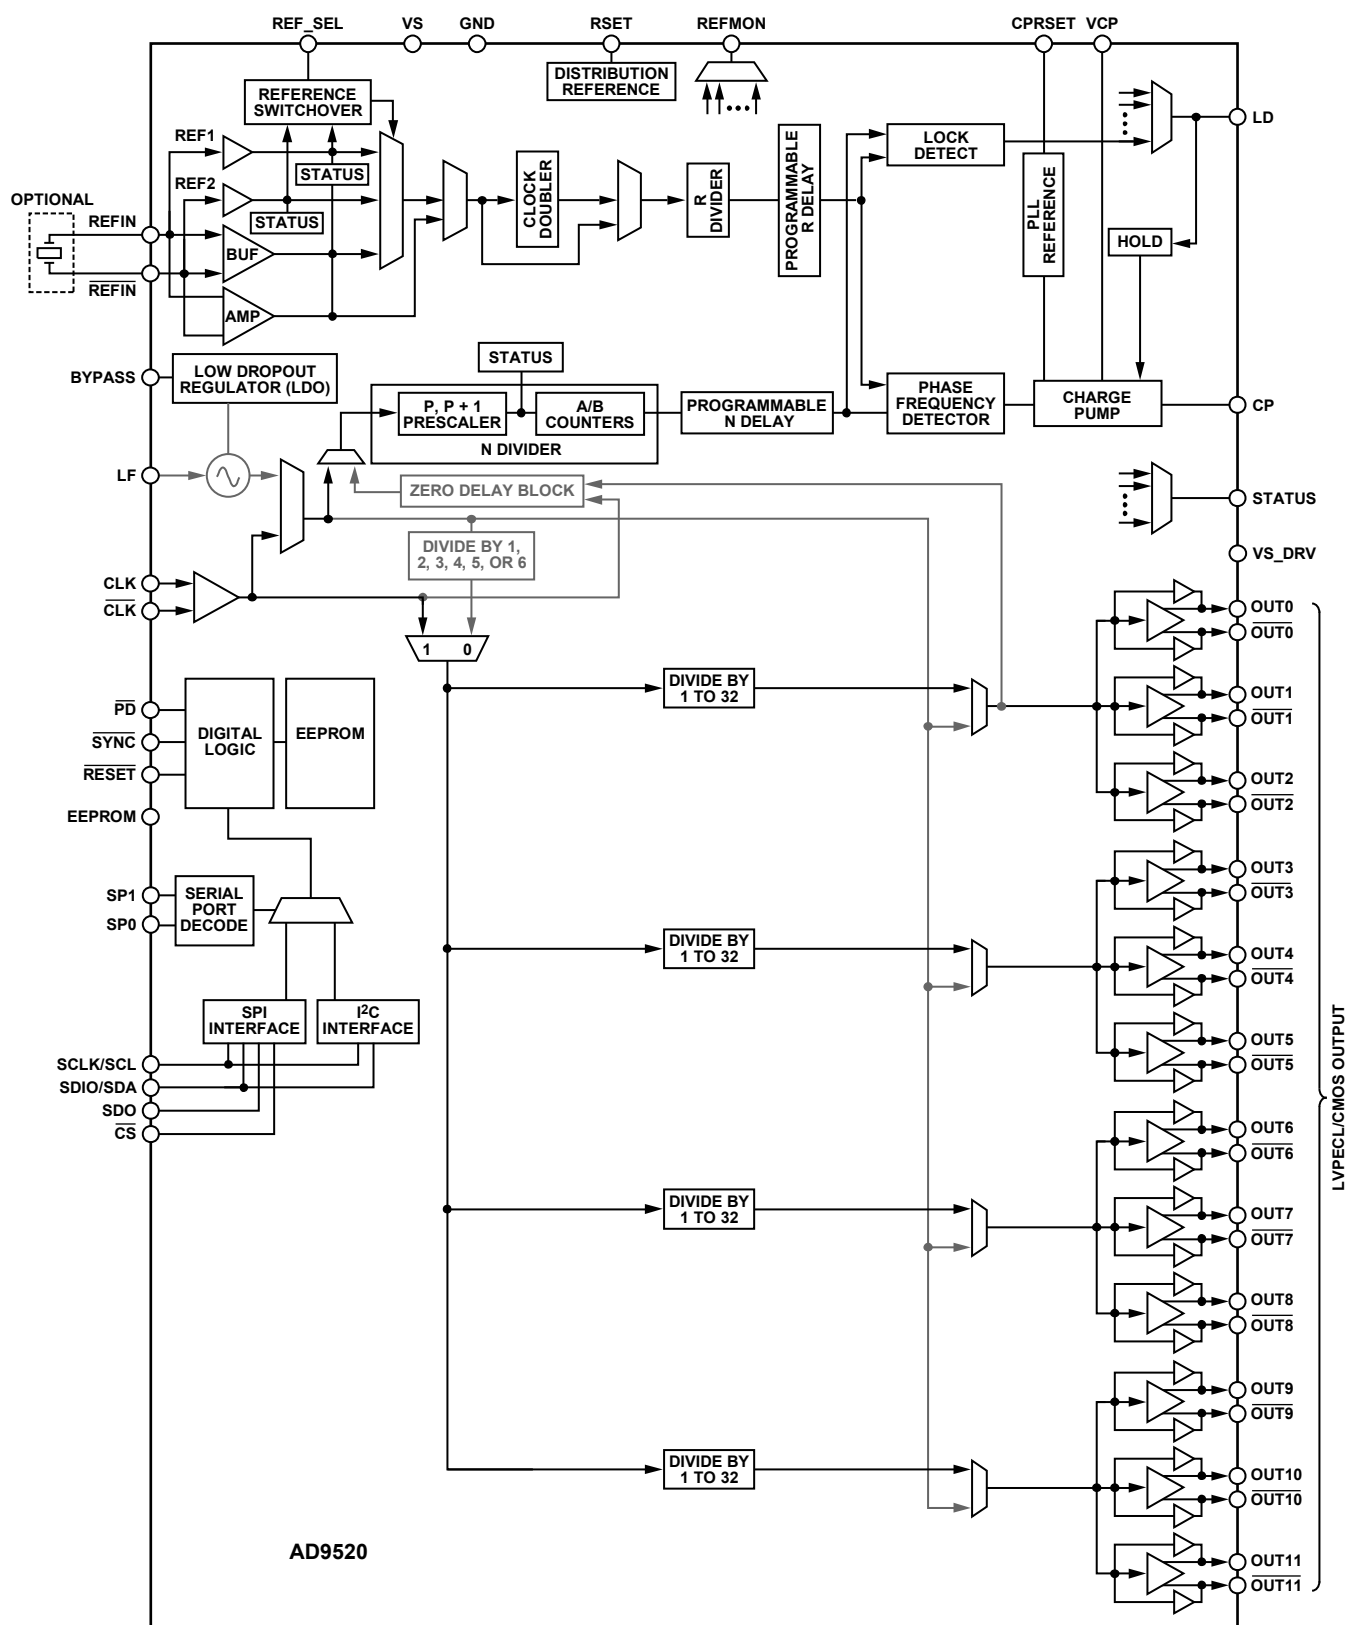 REF_SEL
VS
GND
RSET
REFMON
CPRSET
VCP
DISTRIBUTION
REFERENCE
REFERENCE
SWITCHOVER
REF1
REF2
STATUS
STATUS
OPTIONAL
REFIN
REFIN
BUF
AMP
CLOCK
DOUBLER
R
DIVIDER
PROGRAMMABLE
R DELAY
LOCK
DETECT
PLL
REFERENCE
HOLD
LD
BYPASS
LOW DROPOUT
REGULATOR (LDO)
STATUS
P, P + 1
PRESCALER
A/B
COUNTERS
N DIVIDER
PROGRAMMABLE
N DELAY
PHASE
FREQUENCY
DETECTOR
CHARGE
PUMP
CP
LF
ZERO DELAY BLOCK
STATUS
DIVIDE BY 1,
2, 3, 4, 5, OR 6
VS_DRV
CLK
CLK
1
0
OUT0
OUT0
DIVIDE BY
1 TO 32
OUT1
OUT1
PD
SYNC
RESET
DIGITAL
LOGIC
EEPROM
OUT2
OUT2
EEPROM
OUT3
OUT3
SP1
SP0
SERIAL
PORT
DECODE
DIVIDE BY
1 TO 32
OUT4
OUT4
SPI
INTERFACE
I2C
INTERFACE
OUT5
OUT5
SCLK/SCL
SDIO/SDA
SDO
CS
LVPECL/CMOS OUTPUT
OUT6
OUT6
DIVIDE BY
1 TO 32
OUT7
OUT7
OUT8
OUT8
OUT9
OUT9
DIVIDE BY
1 TO 32
OUT10
OUT10
AD9520
OUT11
OUT11